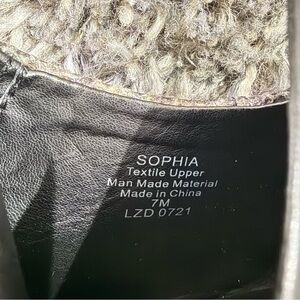 SOPHIA
Textile Upper
Man Made Material
Made in China
7M
LZD 0721